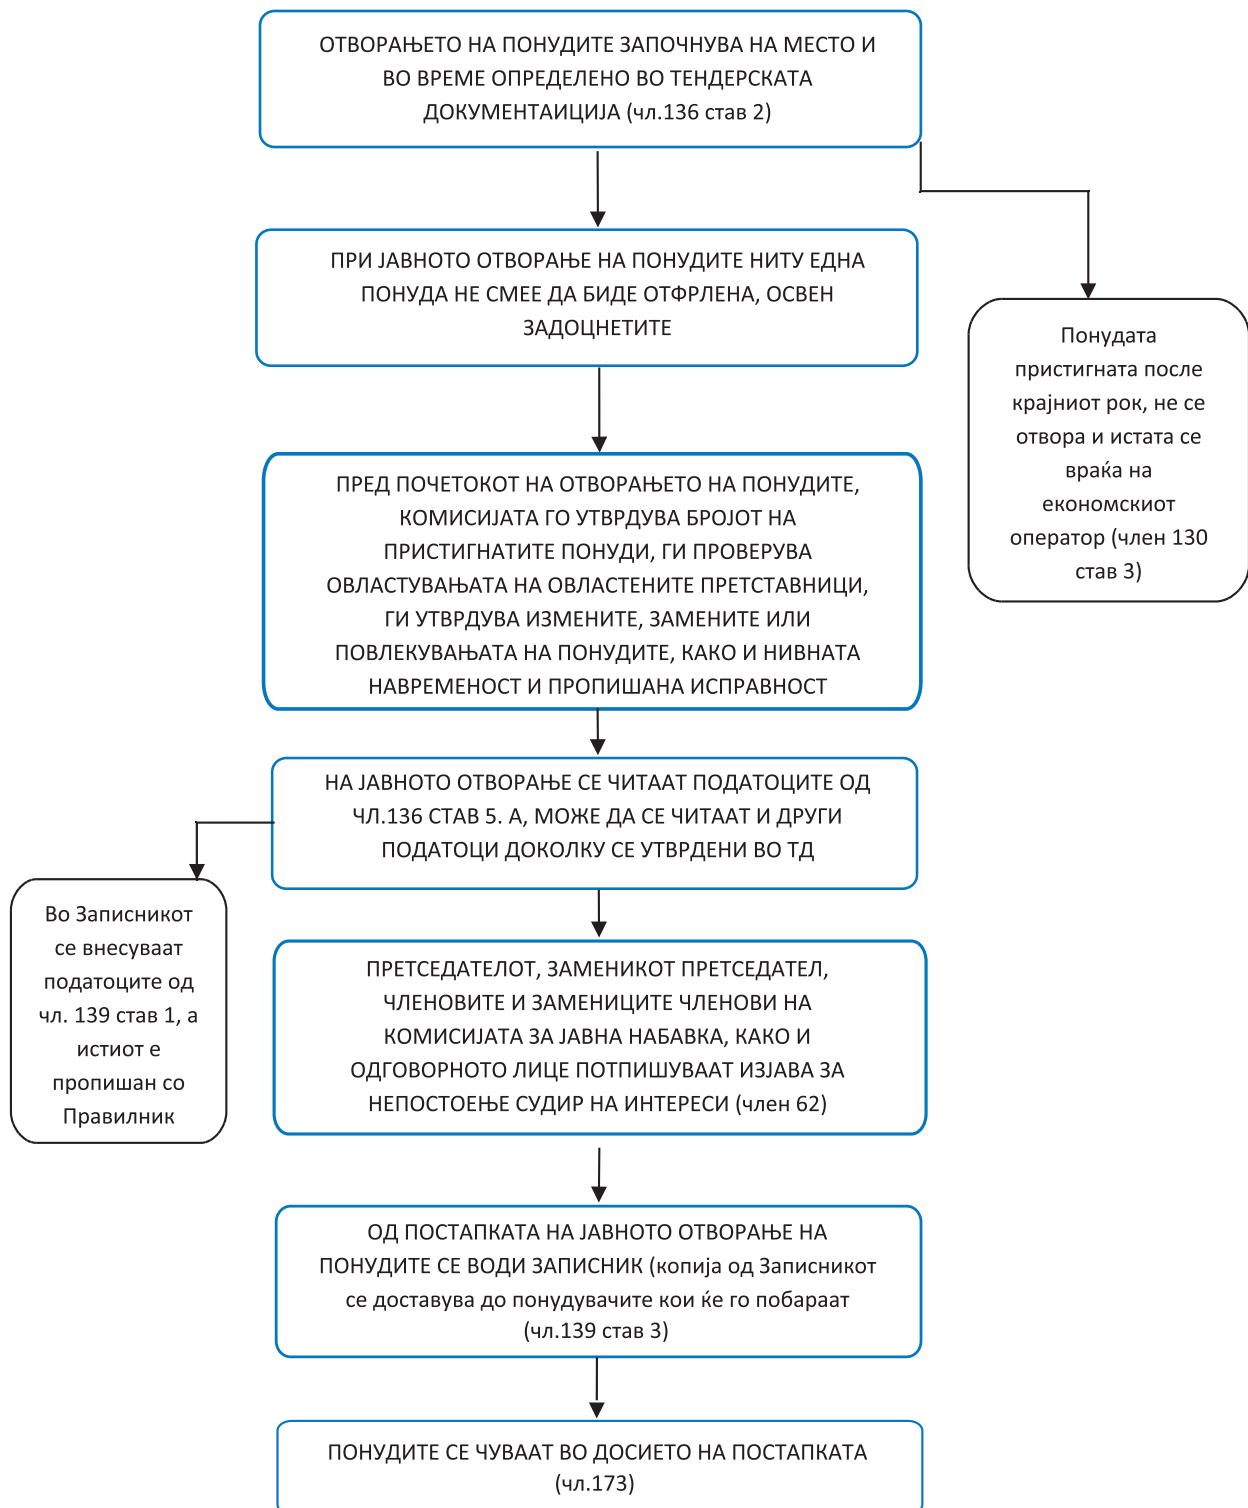 ОТВОРАЊЕТО НА ПОНУДИТЕ ЗАПОЧНУВА НА МЕСТО И
ВО ВРЕМЕ ОПРЕДЕЛЕНО ВО ТЕНДЕРСКАТА
ДОКУМЕНТАИЦИЈА (чл.136 став 2)
ПРИ ЈАВНОТО ОТВОРАЊЕ НА ПОНУДИТЕ НИТУ ЕДНА
ПОНУДА НЕ СМЕЕ ДА БИДЕ ОТФРЛЕНА, ОСВЕН
ЗАДОЦНЕТИТЕ
Понудата
пристигната после
крајниот рок, не се
отвора и истата се
враќа на
економскиот
оператор (член 130
став 3)
ПРЕД ПОЧЕТОКОТ НА ОТВОРАЊЕТО НА ПОНУДИТЕ,
КОМИСИЈАТА ГО УТВРДУВА БРОЈОТ НА
ПРИСТИГНАТИТЕ ПОНУДИ, ГИ ПРОВЕРУВА
ОВЛАСТУВАЊАТА НА ОВЛАСТЕНИТЕ ПРЕТСТАВНИЦИ,
ГИ УТВРДУВА ИЗМЕНИТЕ, ЗАМЕНИТЕ ИЛИ
ПОВЛЕКУВАЊАТА НА ПОНУДИТЕ, КАКО И НИВНАТА
НАВРЕМЕНОСТ И ПРОПИШАНА ИСПРАВНОСТ
НА ЈАВНОТО ОТВОРАЊЕ СЕ ЧИТААТ ПОДАТОЦИТЕ ОД
ЧЛ.136 СТАВ 5. А, МОЖЕ ДА СЕ ЧИТААТ И ДРУГИ
ПОДАТОЦИ ДОКОЛКУ СЕ УТВРДЕНИ ВО ТД
Во Записникот
се внесуваат
податоците од
чл. 139 став 1, а
истиот е
пропишан со
Правилник
ПРЕТСЕДАТЕЛОТ, ЗАМЕНИКОТ ПРЕТСЕДАТЕЛ,
ЧЛЕНОВИТЕ И ЗАМЕНИЦИТЕ ЧЛЕНОВИ НА
КОМИСИЈАТА ЗА ЈАВНА НАБАВКА, КАКО И
ОДГОВОРНОТО ЛИЦЕ ПОТПИШУВААТ ИЗЈАВА ЗА
НЕПОСТОЕЊЕ СУДИР НА ИНТЕРЕСИ (член 62)
ОД ПОСТАПКАТА НА ЈАВНОТО ОТВОРАЊЕ НА
ПОНУДИТЕ СЕ ВОДИ ЗАПИСНИК (копија од Записникот
се доставува до понудувачите кои ќе го побараат
(чл.139 став 3)
ПОНУДИТЕ СЕ ЧУВААТ ВО ДОСИЕТО НА ПОСТАПКАТА
(чл.173)